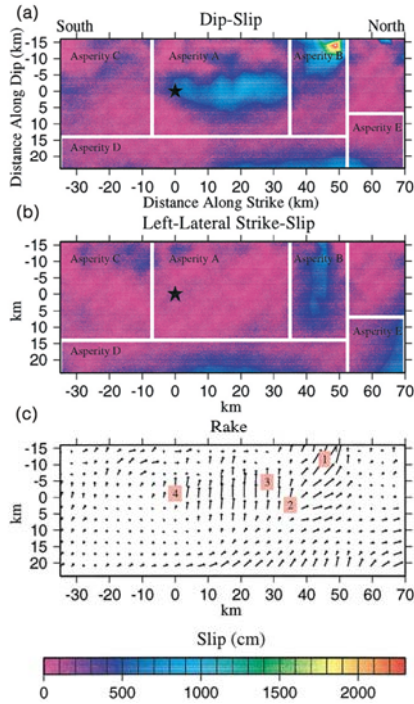 (a)
Dip-Slip
South
North
Distance Along Dip (km)
-15
-10
-5
0
5
10
15
20
Asperity C
Asperity A
Asperity B
Asperity E
Asperity D
-30 -20 -10 0 10 20 30 40 50 60 70
Distance Along Strike (km)
(b)
Left-Lateral Strike-Slip
km
-15
-10
-5
0
5
10
15
20
Asperity C
Asperity A
Asperity B
Asperity E
Asperity D
-30 -20 -10 0 10 20 30 40 50 60 70
km
(c)
Rake
km
-15
-10
-5
0
5
10
15
20
1
3
4
2
-30 -20 -10 0 10 20 30 40 50 60 70
km
Slip (cm)
0 500 1000 1500 2000